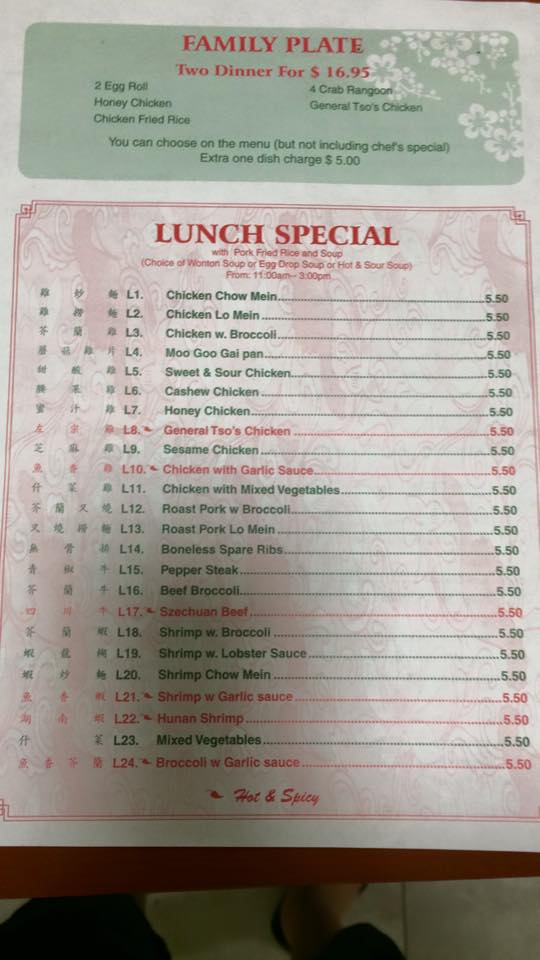 FAMILY PLATE
Two Dinner For $ 16.95
2 Egg Roll 4 Crab Rangoon
Honey Chicken General Tso's Chicken
Chicken Fried Rice
You can choose on the menu (but not including chef's special)
Extra one dish charge $ 5.00
LUNCH SPECIAL
with Pork Fried Rice and Soup
(Choice of Wonton Soup or Egg Drop Soup or Hot & Sour Soup)
From: 11:00am-- 3:00pm
雞 炒 麵 L1. Chicken Chow Mein 5.50
雞 撈 麵 L2. Chicken Lo Mein 5.50
芥 蘭 雞 L3. Chicken w. Broccoli 5.50
蘑 菇 雞 片 L4. Moo Goo Gai pan 5.50
甜 酸 雞 L5. Sweet & Sour Chicken 5.50
腰 果 雞 L6. Cashew Chicken 5.50
蜜 汁 雞 L7. Honey Chicken 5.50
左 宗 雞 L8. General Tso's Chicken 5.50
芝 麻 雞 L9. Sesame Chicken 5.50
魚 香 雞 L10. Chicken with Garlic Sauce 5.50
什 菜 雞 L11. Chicken with Mixed Vegetables 5.50
芥 蘭 叉 燒 L12. Roast Pork w Broccoli 5.50
叉 燒 撈 麵 L13. Roast Pork Lo Mein 5.50
無 骨 排 L14. Boneless Spare Ribs 5.50
青 椒 牛 L15. Pepper Steak 5.50
芥 蘭 牛 L16. Beef Broccoli 5.50
四 川 牛 L17. Szechuan Beef 5.50
芥 蘭 蝦 L18. Shrimp w. Broccoli 5.50
蝦 龍 糊 L19. Shrimp w. Lobster Sauce 5.50
蝦 炒 麵 L20. Shrimp Chow Mein 5.50
魚 香 蝦 L21. Shrimp w Garlic sauce 5.50
湖 南 蝦 L22. Hunan Shrimp 5.50
什 菜 L23. Mixed Vegetables 5.50
魚 香 芥 蘭 L24. Broccoli w Garlic sauce 5.50
Hot & Spicy